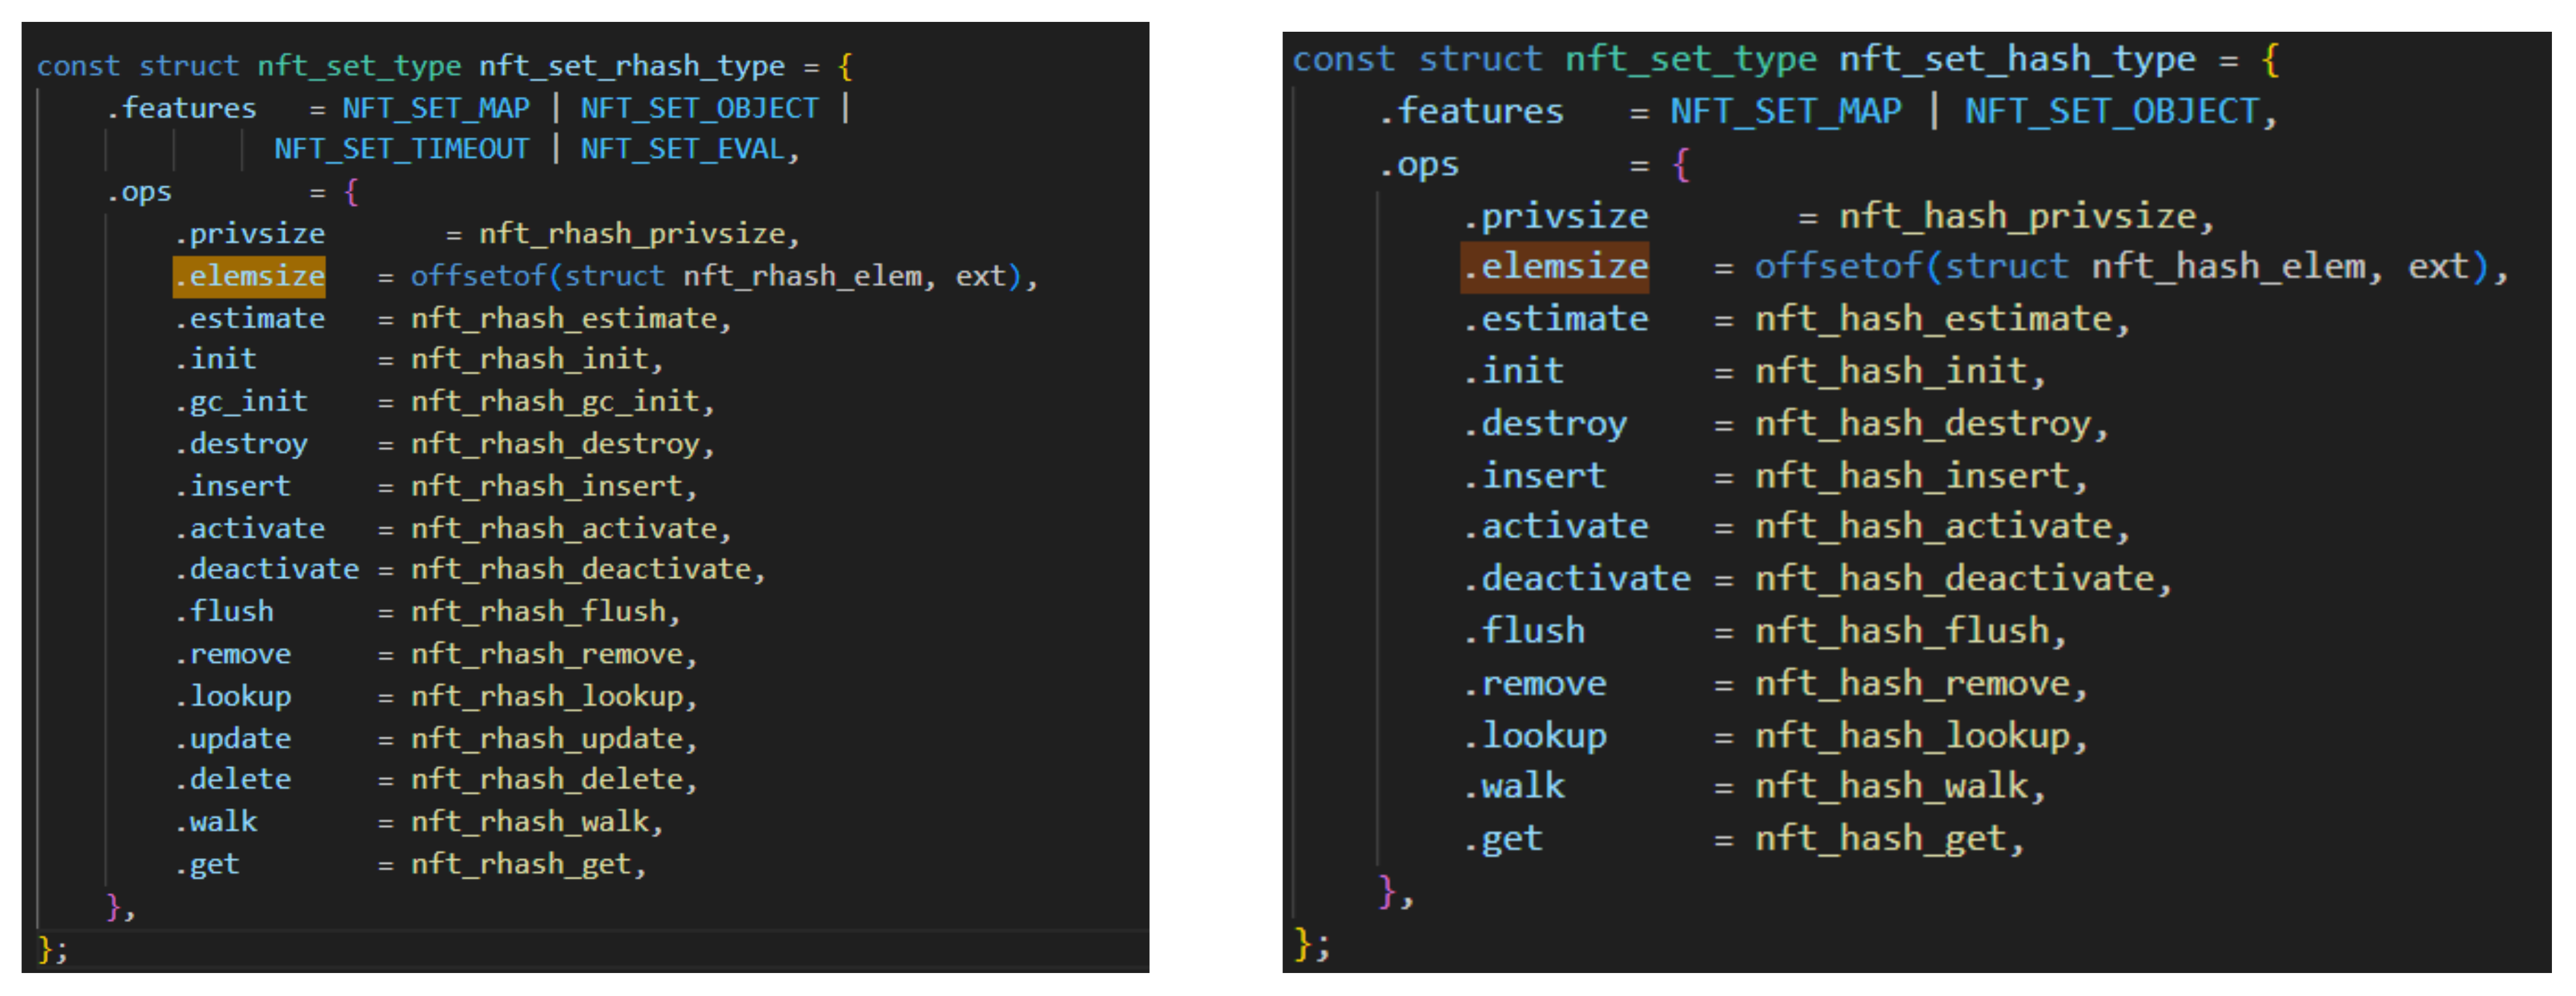 const struct nft_set_type nft_set_rhash_type = {
.features = NFT_SET_MAP | NFT_SET_OBJECT |
NFT_SET_TIMEOUT | NFT_SET_EVAL,
.ops = {
.privsize = nft_rhash_privsize,
.elemsize = offsetof(struct nft_rhash_elem, ext),
.estimate = nft_rhash_estimate,
.init = nft_rhash_init,
.gc_init = nft_rhash_gc_init,
.destroy = nft_rhash_destroy,
.insert = nft_rhash_insert,
.activate = nft_rhash_activate,
.deactivate = nft_rhash_deactivate,
.flush = nft_rhash_flush,
.remove = nft_rhash_remove,
.lookup = nft_rhash_lookup,
.update = nft_rhash_update,
.delete = nft_rhash_delete,
.walk = nft_rhash_walk,
.get = nft_rhash_get,
},
};
const struct nft_set_type nft_set_hash_type = {
.features = NFT_SET_MAP | NFT_SET_OBJECT,
.ops = {
.privsize = nft_hash_privsize,
.elemsize = offsetof(struct nft_hash_elem, ext),
.estimate = nft_hash_estimate,
.init = nft_hash_init,
.destroy = nft_hash_destroy,
.insert = nft_hash_insert,
.activate = nft_hash_activate,
.deactivate = nft_hash_deactivate,
.flush = nft_hash_flush,
.remove = nft_hash_remove,
.lookup = nft_hash_lookup,
.walk = nft_hash_walk,
.get = nft_hash_get,
},
};